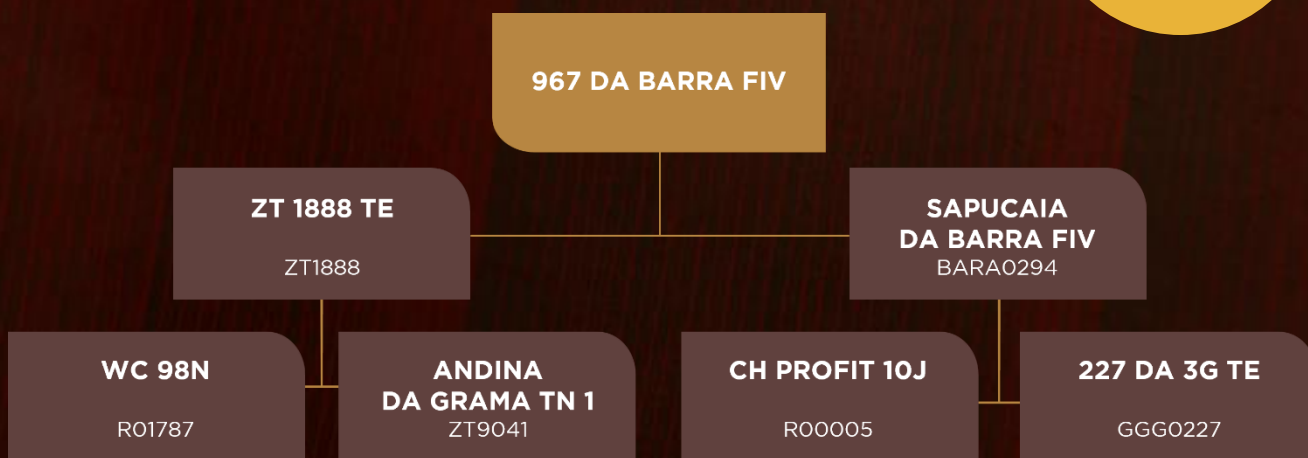 967 DA BARRA FIV
ZT 1888 TE
ZT1888
SAPUCAIA
DA BARRA FIV
BARA0294
WC 98N
R01787
ANDINA
DA GRAMA TN 1
ZT9041
CH PROFIT 10J
R00005
227 DA 3G TE
GGG0227